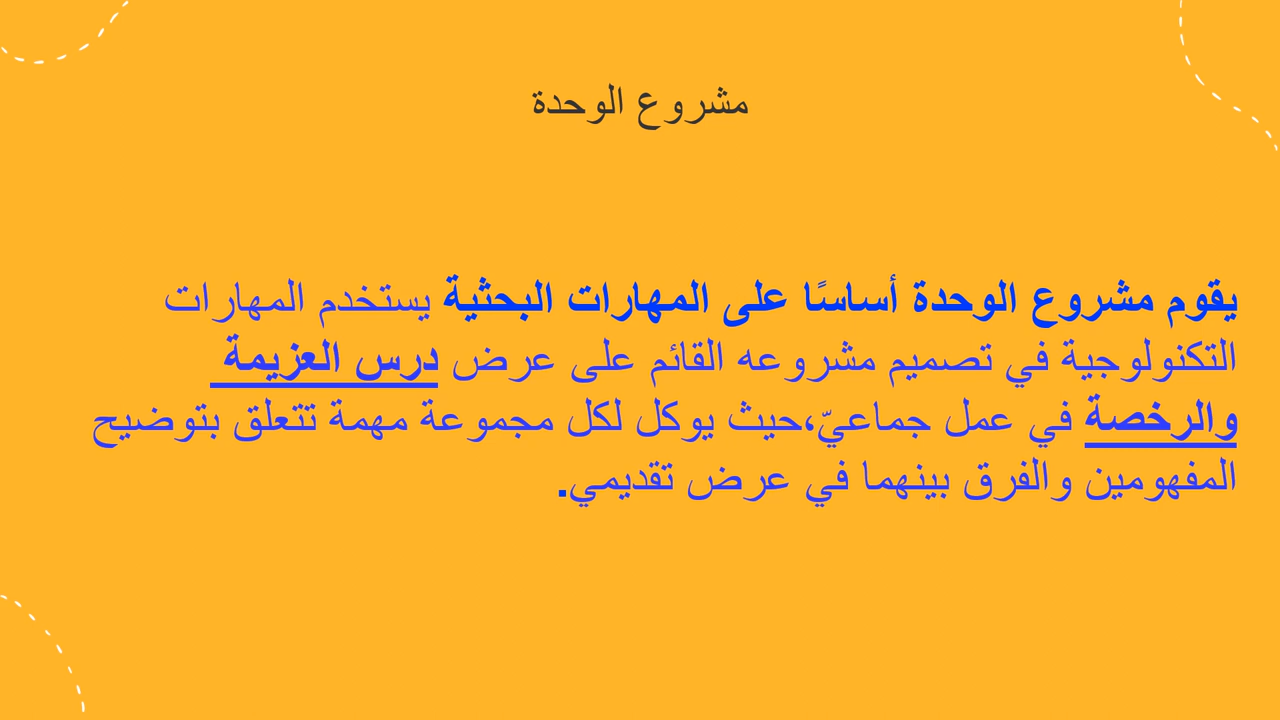 مشروع الوحدة
يقوم مشروع الوحدة أساسًا على المهارات البحثية يستخدم المهارات
التكنولوجية في تصميم مشروعه القائم على عرض درس العزيمة
والرخصة في عمل جماعيّ،حيث يوكل لكل مجموعة مهمة تتعلق بتوضيح
المفهومين والفرق بينهما في عرض تقديمي.